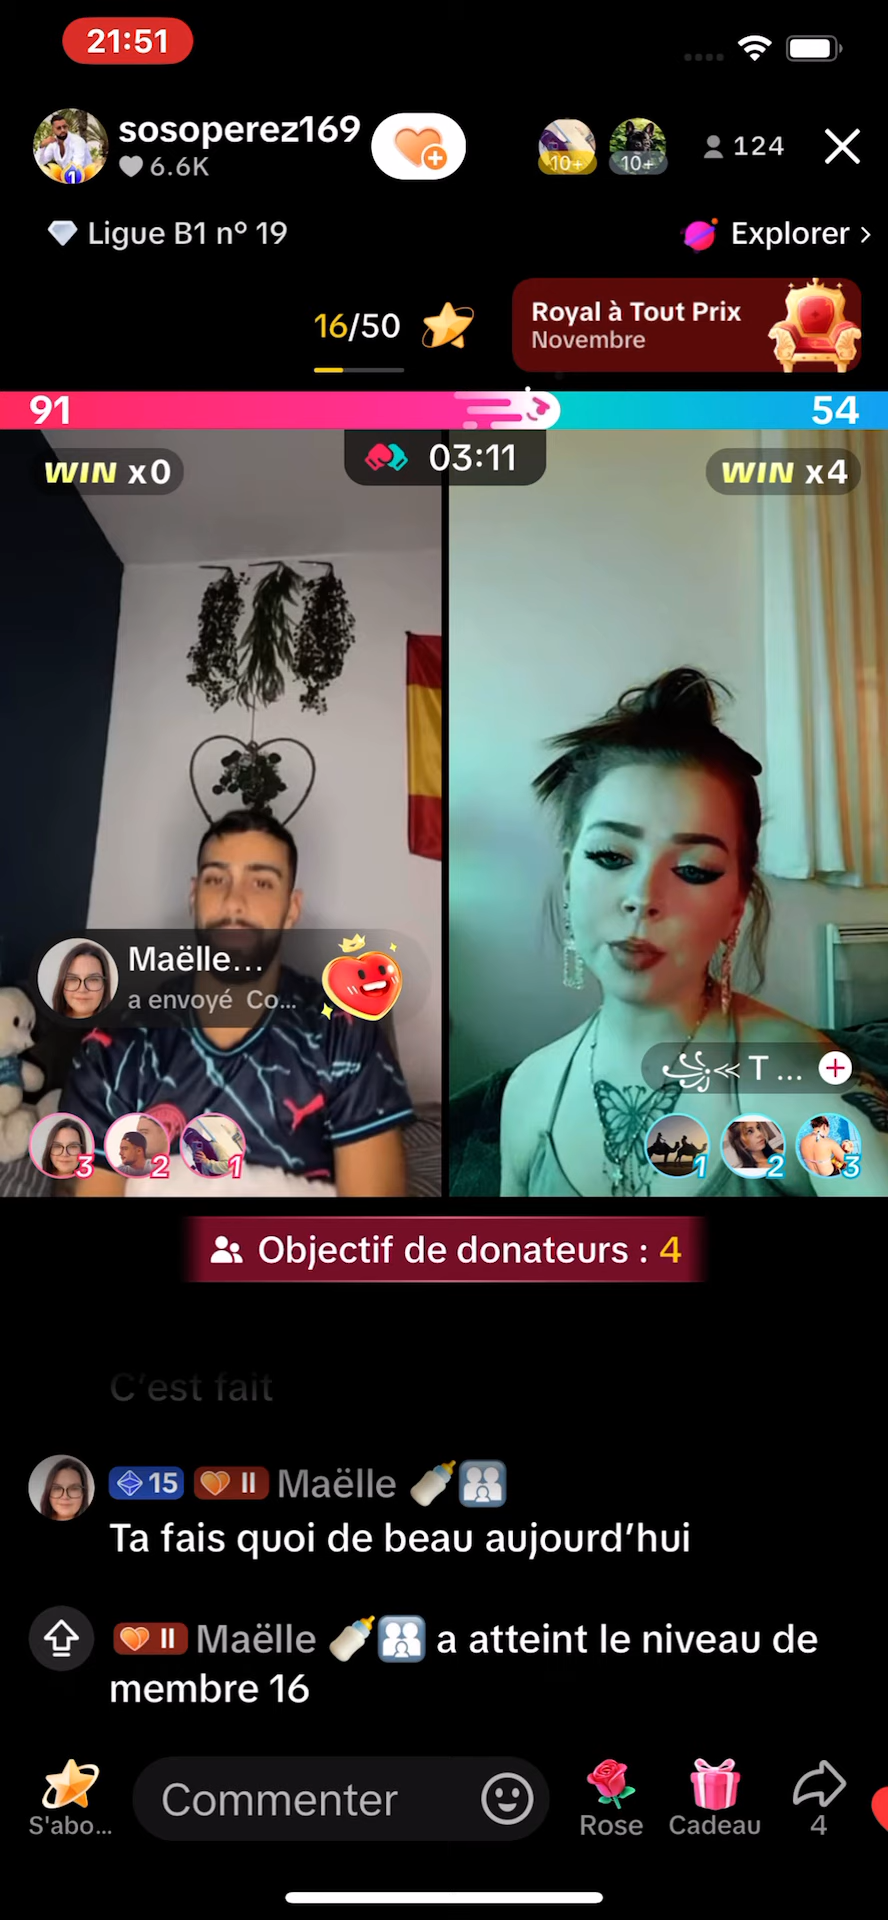 21:51
sosoperez169
6.6K
10+
10+
124
1
Ligue B1 n° 19
Explorer
16/50
Royal à Tout Prix
Novembre
91
54
WIN x0
03:11
WIN x4
Maëlle...
a envoyé Co...
T ...
3
2
1
1
2
3
Objectif de donateurs : 4
C'est fait
15 II Maëlle
Ta fais quoi de beau aujourd'hui
II Maëlle a atteint le niveau de
membre 16
S'abo...
Commenter
Rose
Cadeau
4